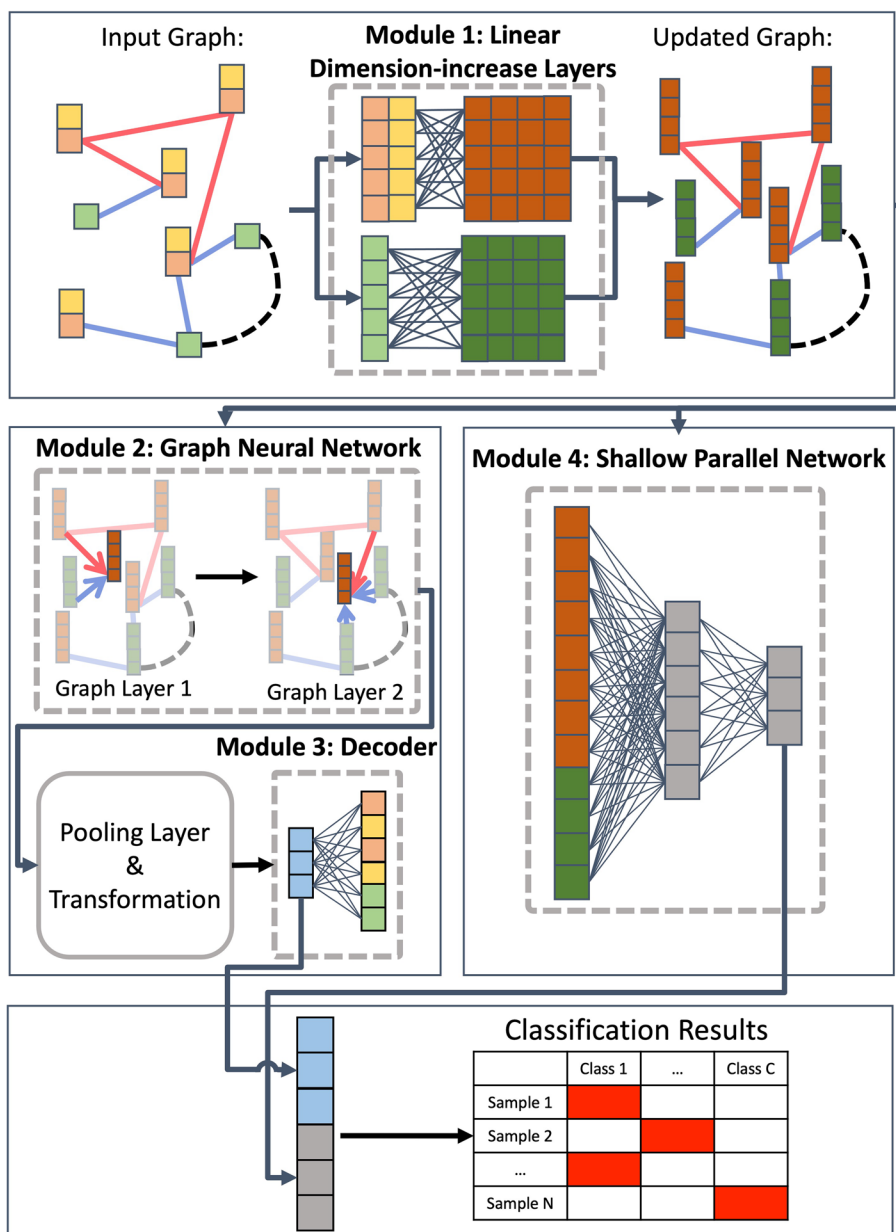 Input Graph:
Module 1: Linear
Dimension-increase Layers
Updated Graph:
Module 2: Graph Neural Network
Graph Layer 1
Graph Layer 2
Module 3: Decoder
Pooling Layer
&
Transformation
Module 4: Shallow Parallel Network
Classification Results
Class 1
...
Class C
Sample 1
Sample 2
...
Sample N